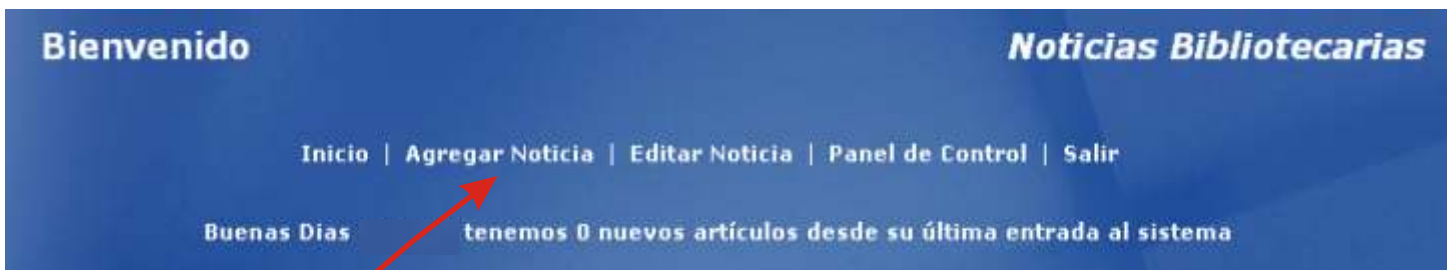 Bienvenido
Noticias Bibliotecarias
Inicio | Agregar Noticia | Editar Noticia | Panel de Control | Salir
Buenas Dias tenemos 0 nuevos artículos desde su última entrada al sistema